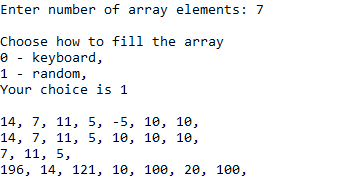 Enter number of array elements: 7
Choose how to fill the array
0 - keyboard,
1 - random,
Your choice is 1
14, 7, 11, 5, -5, 10, 10,
14, 7, 11, 5, 10, 10, 10,
7, 11, 5,
196, 14, 121, 10, 100, 20, 100,